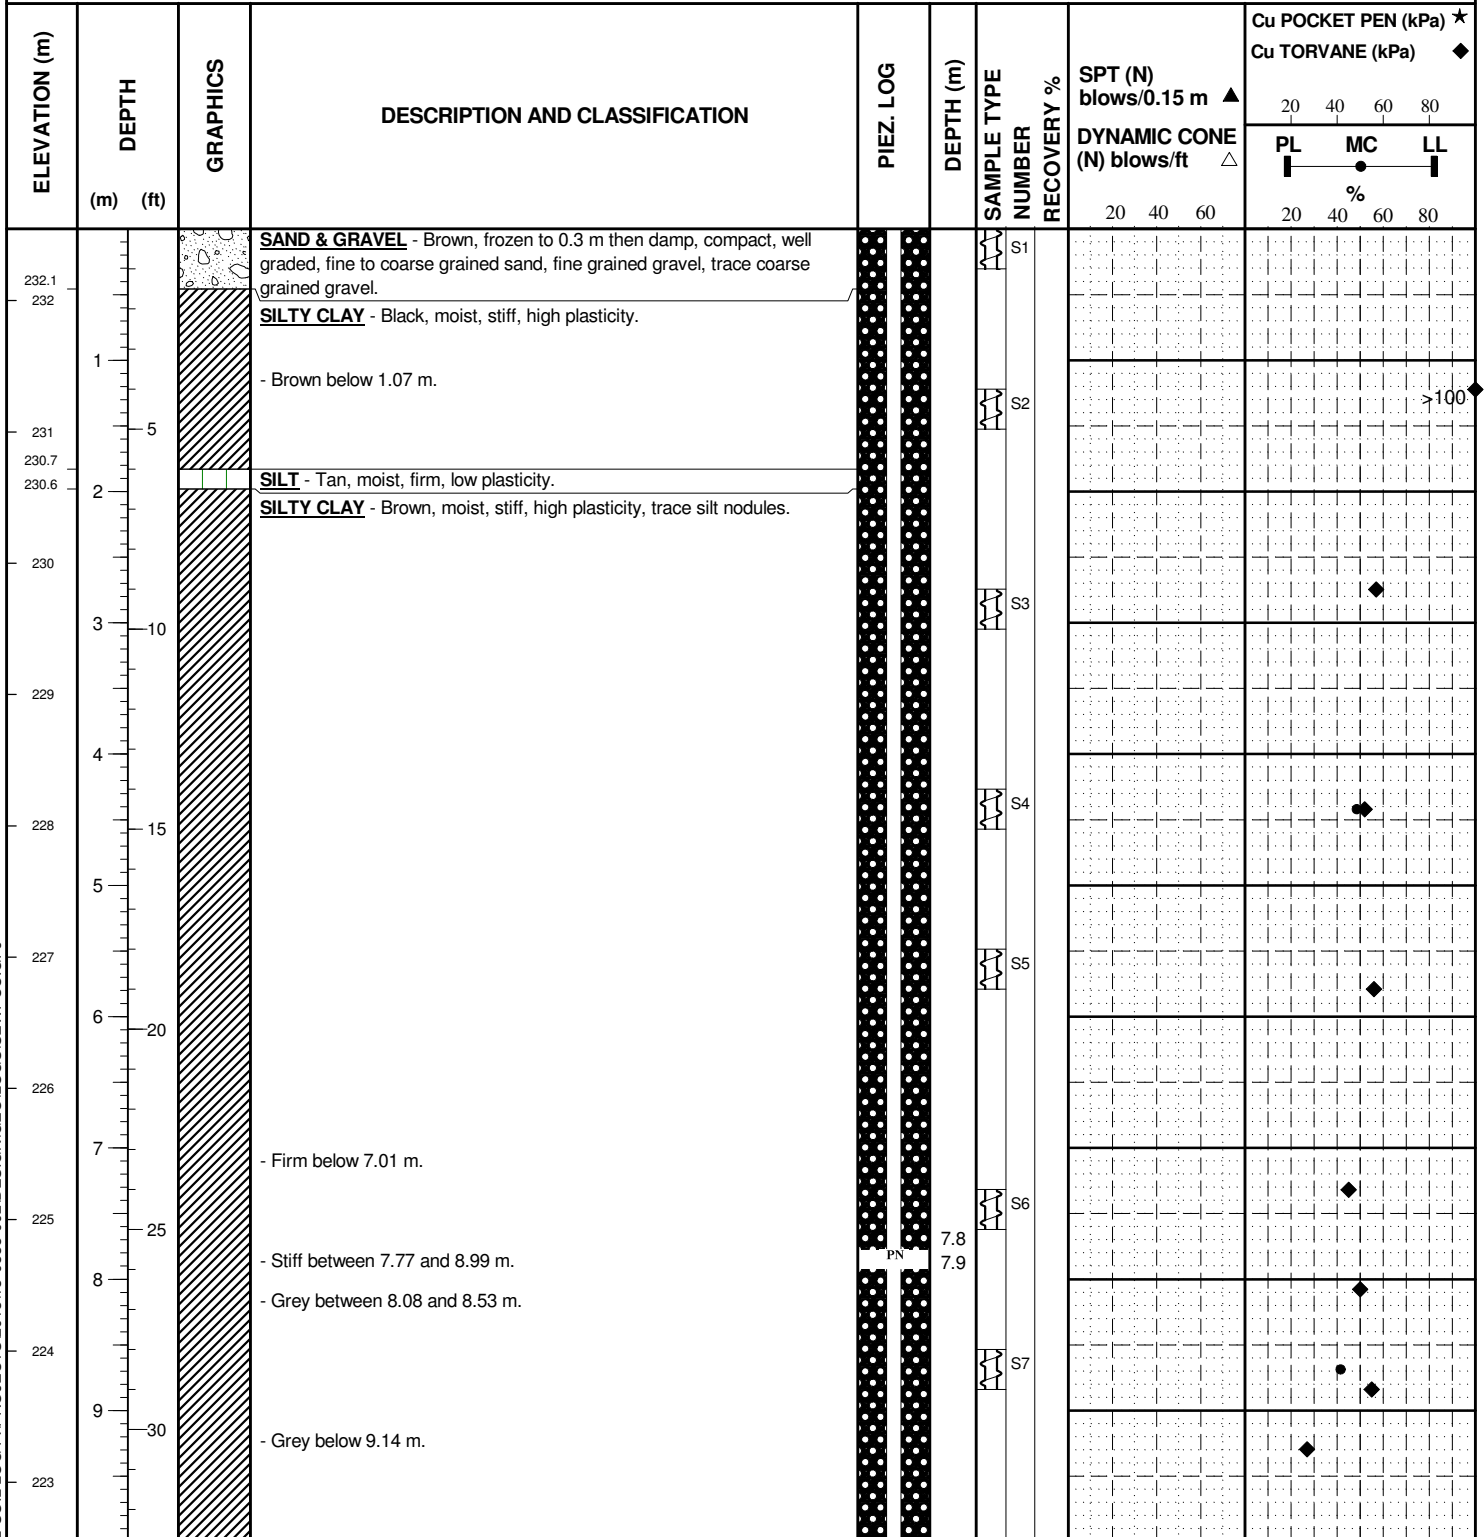 ELEVATION (m)
DEPTH
(m) (ft)
GRAPHICS
DESCRIPTION AND CLASSIFICATION
PIEZ. LOG
DEPTH (m)
SAMPLE TYPE
NUMBER
RECOVERY %
SPT (N)
blows/0.15 m ▲
DYNAMIC CONE
(N) blows/ft △
20 40 60
Cu POCKET PEN (kPa) ★
Cu TORVANE (kPa) ◆
20 40 60 80
PL MC LL
%
20 40 60 80
SAND & GRAVEL - Brown, frozen to 0.3 m then damp, compact, well
graded, fine to coarse grained sand, fine grained gravel, trace coarse
grained gravel.
S1
232.1
232
SILTY CLAY - Black, moist, stiff, high plasticity.
1
- Brown below 1.07 m.
S2
>100
231
5
230.7
230.6
SILT - Tan, moist, firm, low plasticity.
2
SILTY CLAY - Brown, moist, stiff, high plasticity, trace silt nodules.
230
S3
3
10
229
4
S4
228
15
5
227
S5
6
20
226
7
- Firm below 7.01 m.
S6
225
25
7.8
PN
7.9
- Stiff between 7.77 and 8.99 m.
8
- Grey between 8.08 and 8.53 m.
224
S7
9
30
- Grey below 9.14 m.
223